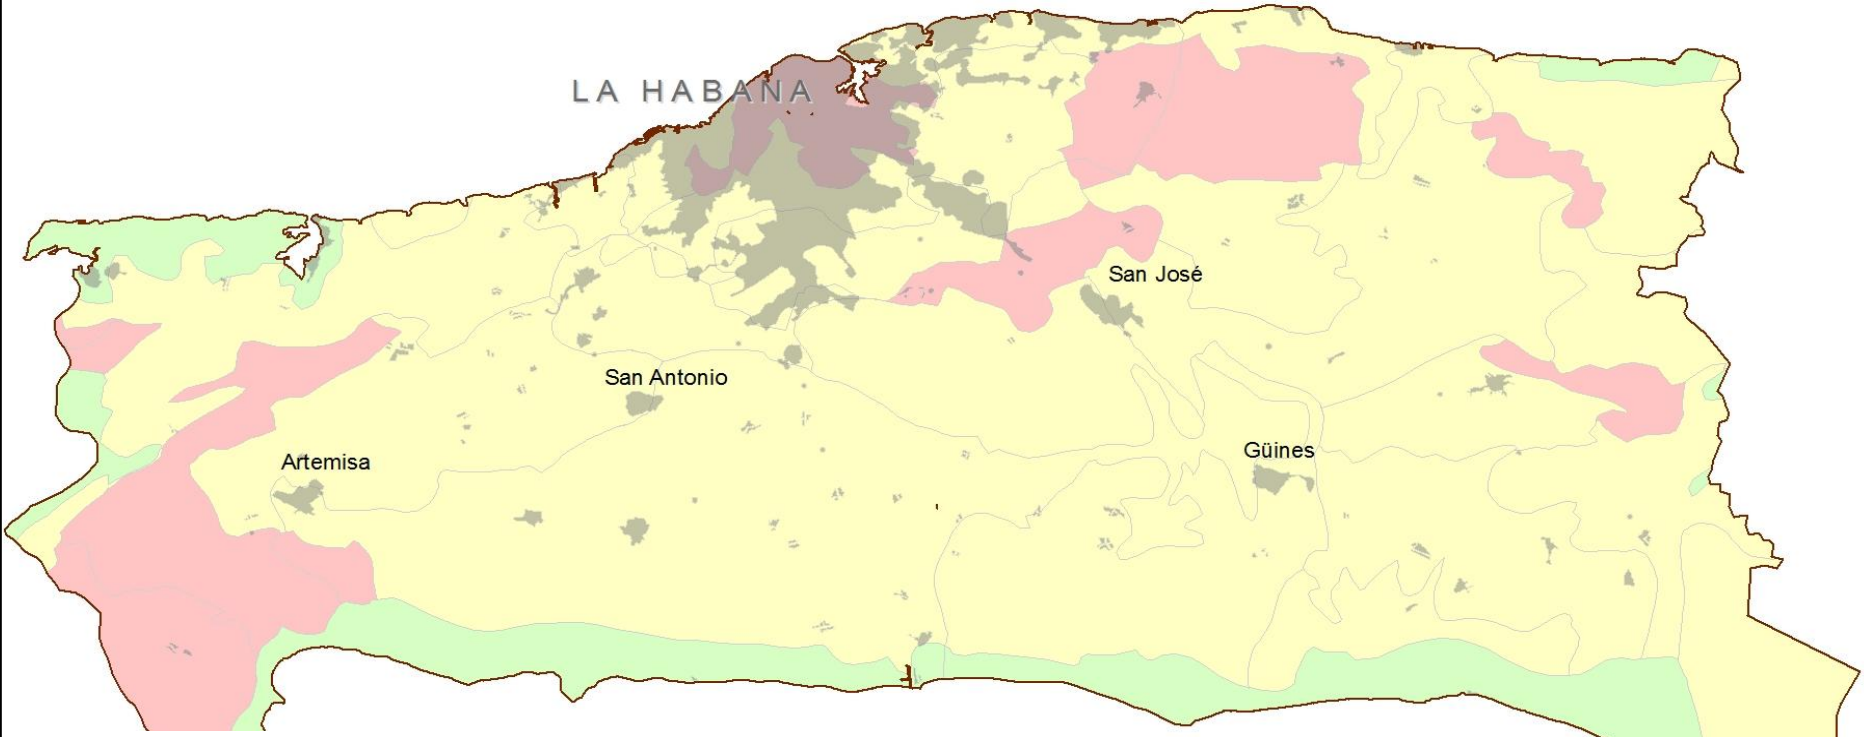 LA HABANA
San José
San Antonio
Güines
Artemisa